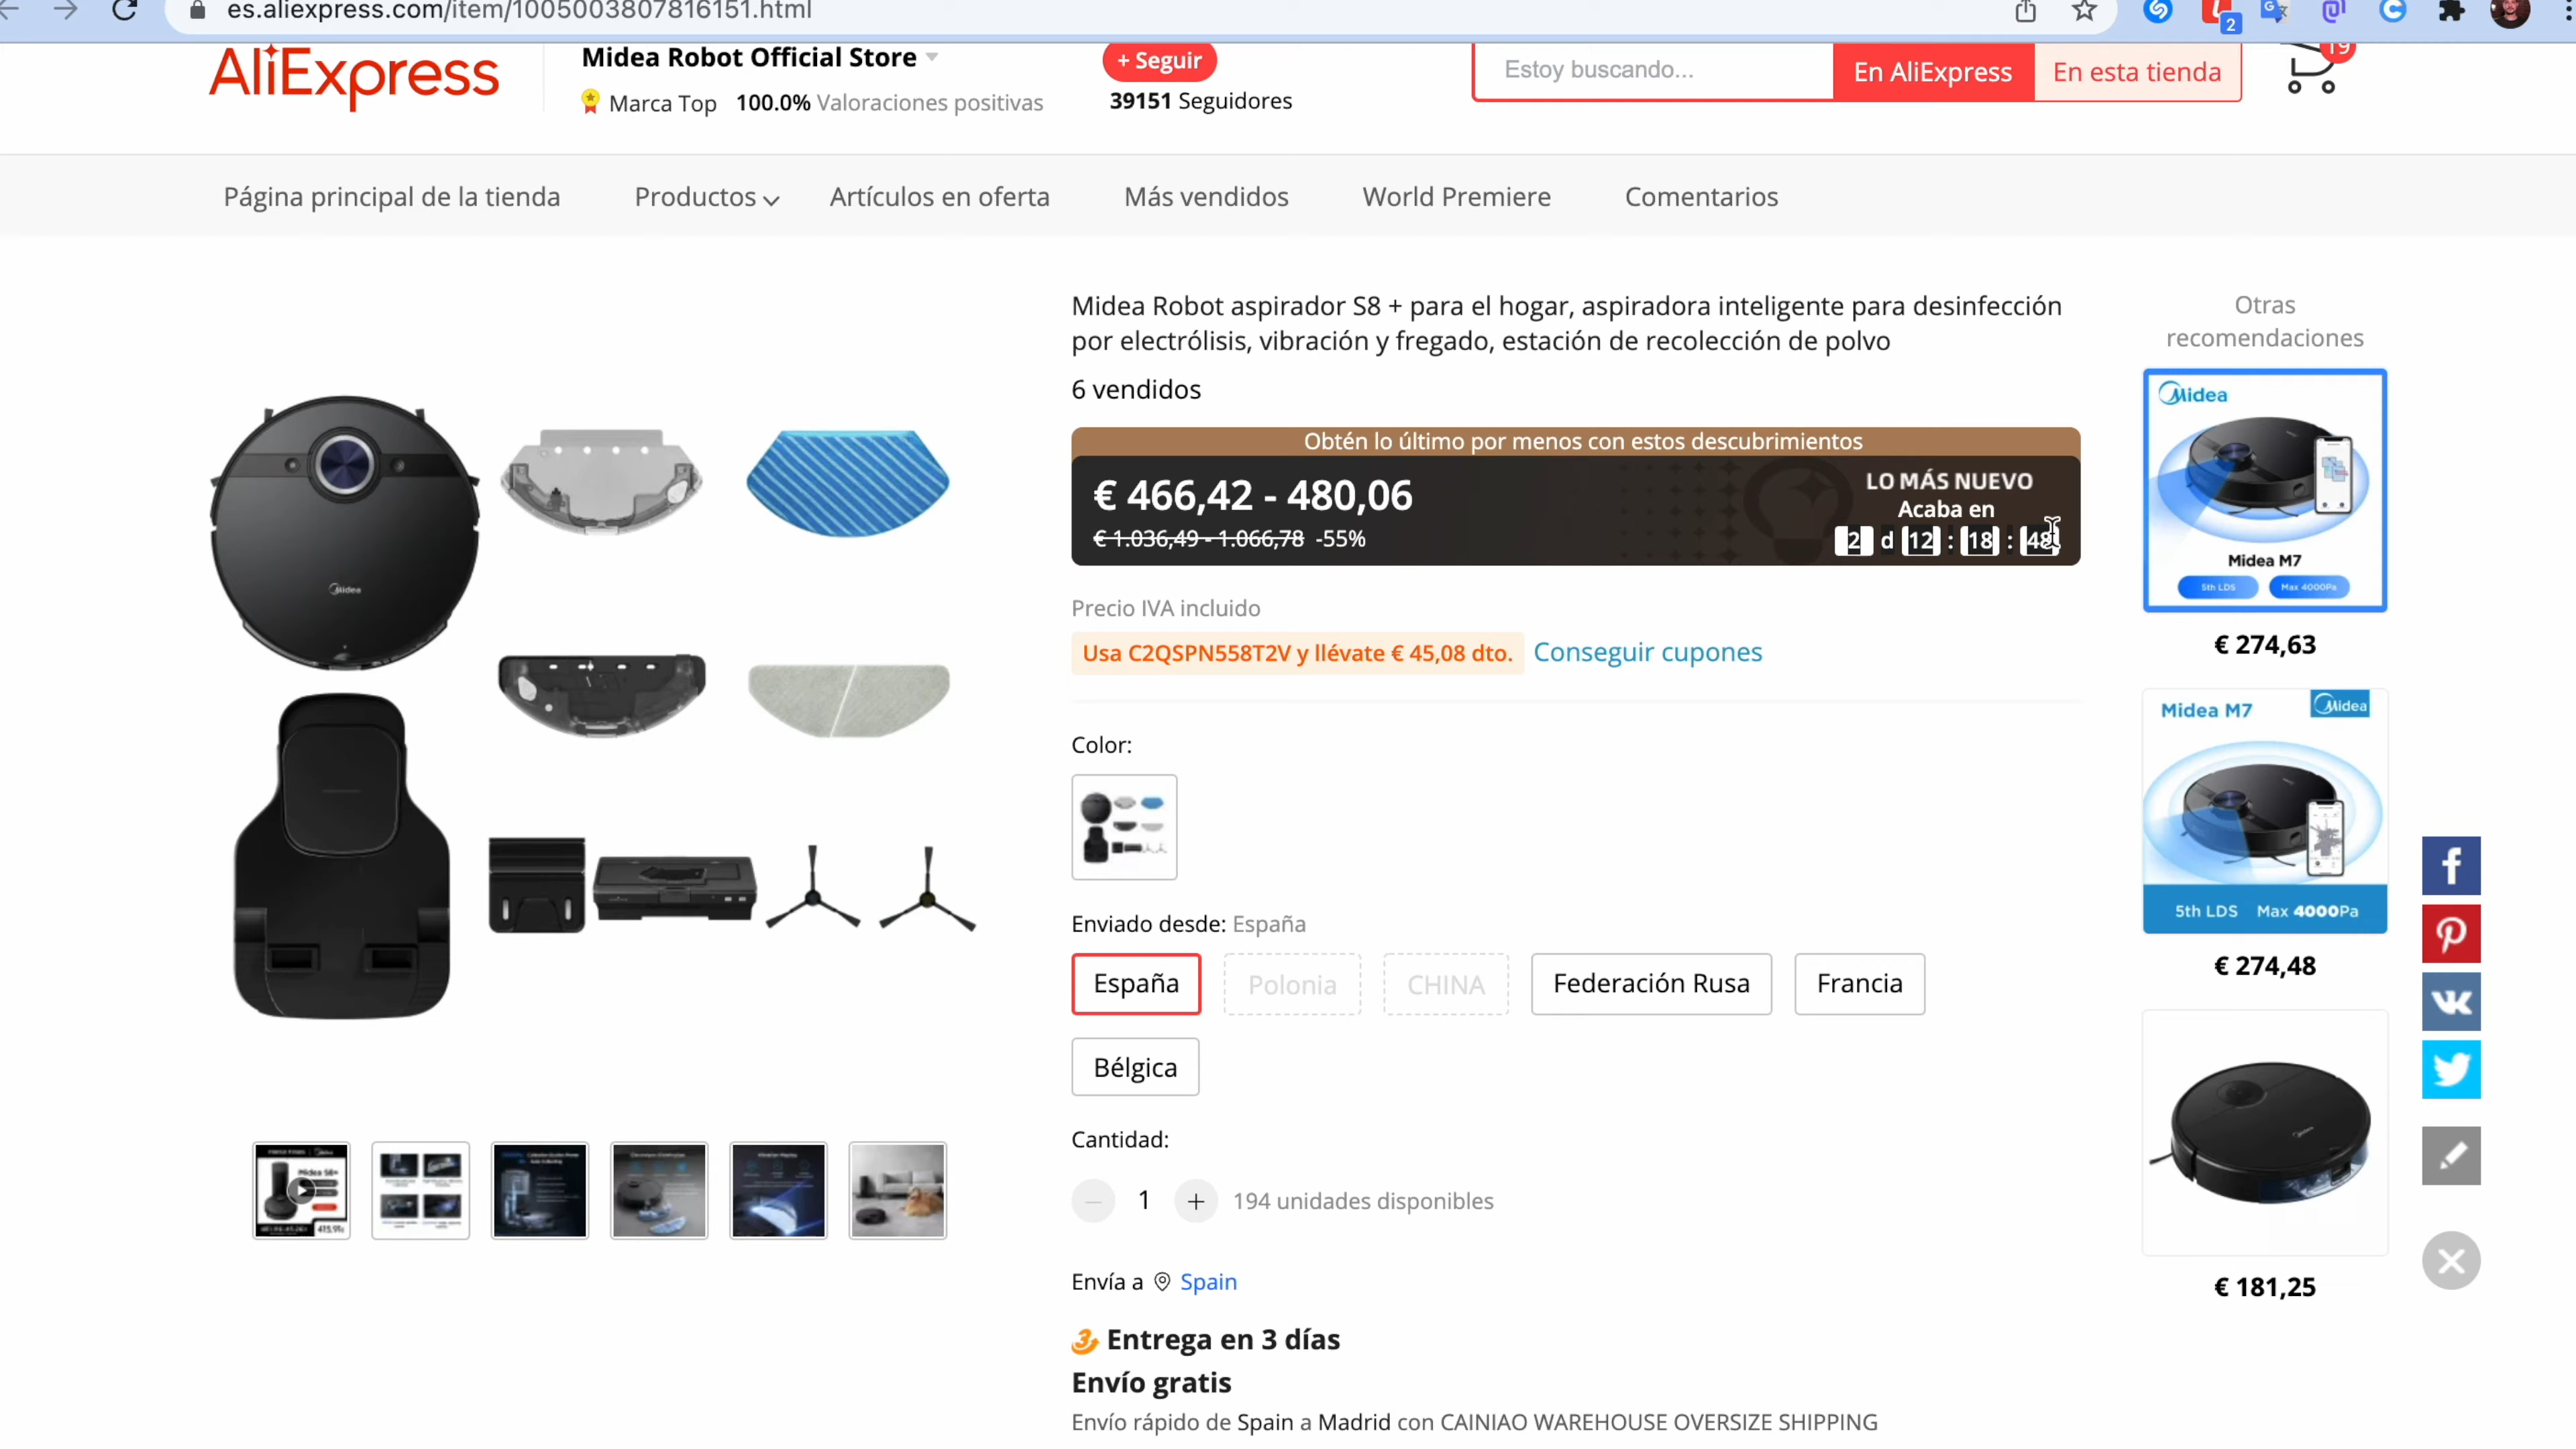 es.aliexpress.com/item/1005003807816151.html
2
AliExpress
Midea Robot Official Store
+ Seguir
Marca Top 100.0% Valoraciones positivas
39151 Seguidores
Estoy buscando...
En AliExpress
En esta tienda
19
Página principal de la tienda
Productos
Artículos en oferta
Más vendidos
World Premiere
Comentarios
Midea
Midea Robot aspirador S8 + para el hogar, aspiradora inteligente para desinfección
por electrólisis, vibración y fregado, estación de recolección de polvo
6 vendidos
Obtén lo último por menos con estos descubrimientos
€ 466,42 - 480,06
€ 1.036,49 - 1.066,78 -55%
LO MÁS NUEVO
Acaba en
2 d 12 : 18 : 48
Precio IVA incluido
Usa C2QSPN558T2V y llévate € 45,08 dto.
Conseguir cupones
Color:
Enviado desde: España
España
Polonia
CHINA
Federación Rusa
Francia
Bélgica
Cantidad:
1
194 unidades disponibles
Envía a Spain
Entrega en 3 días
Envío gratis
Envío rápido de Spain a Madrid con CAINIAO WAREHOUSE OVERSIZE SHIPPING
Otras
recomendaciones
Midea
Midea M7
5th LDS
Max 4000Pa
€ 274,63
Midea M7
Midea
5th LDS Max 4000Pa
€ 274,48
€ 181,25